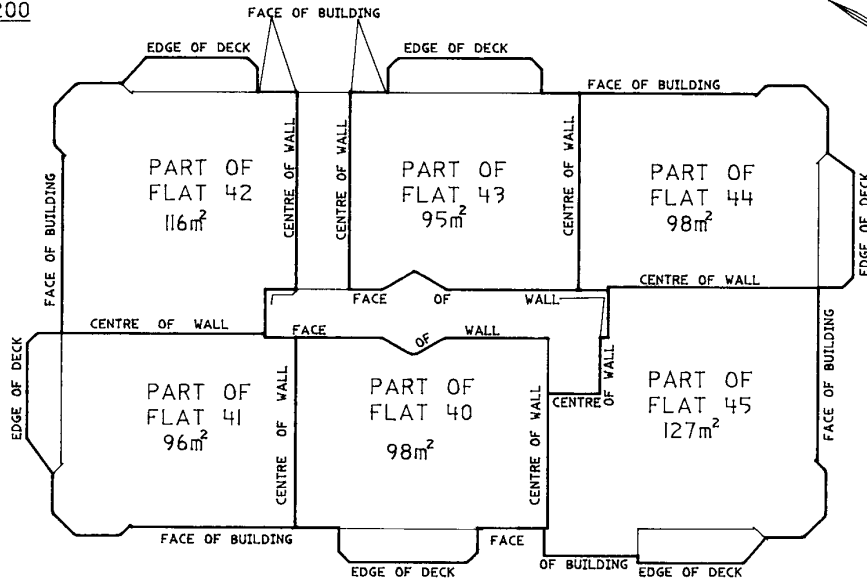 200
FACE OF BUILDING
EDGE OF DECK
EDGE OF DECK
FACE OF BUILDING
FACE OF BUILDING
PART OF
FLAT 42
116m²
CENTRE OF WALL
CENTRE OF WALL
PART OF
FLAT 43
95m²
CENTRE OF WALL
PART OF
FLAT 44
98m²
EDGE OF DECK
CENTRE OF WALL
FACE OF WALL
CENTRE OF WALL
FACE OF WALL
EDGE OF DECK
PART OF
FLAT 41
96m²
CENTRE OF WALL
PART OF
FLAT 40
98m²
CENTRE OF WALL
CENTRE OF WALL
PART OF
FLAT 45
127m²
FACE OF BUILDING
FACE OF BUILDING
EDGE OF DECK
FACE OF BUILDING
EDGE OF DECK